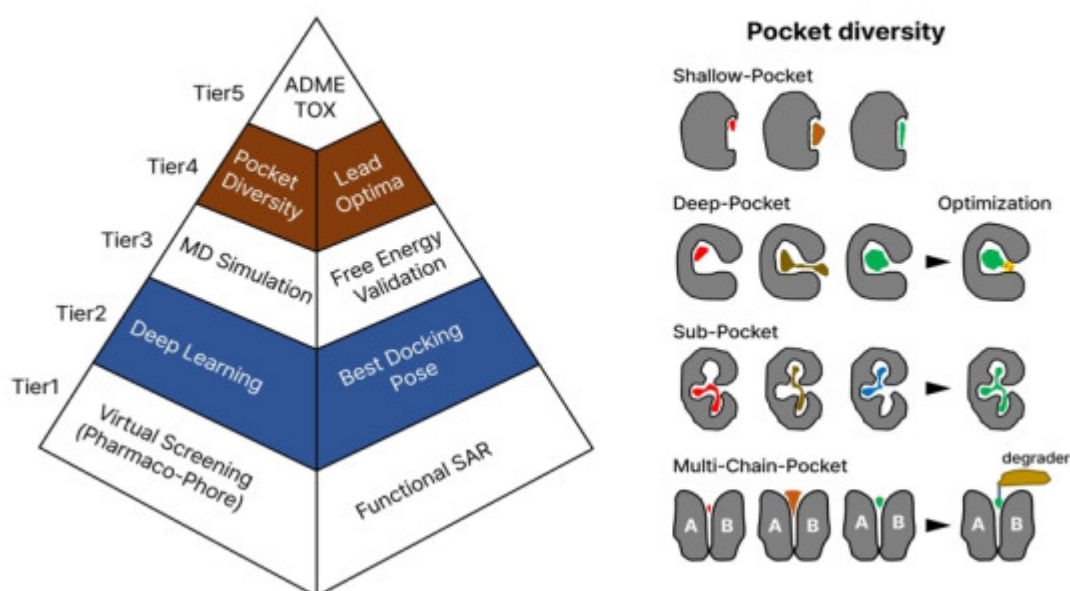 Tier5
ADME
TOX
Tier4
Pocket
Diversity
Lead
Optima
Tier3
MD Simulation
Free Energy
Validation
Tier2
Deep Learning
Best Docking
Pose
Tier1
Virtual Screening
(Pharmaco-Phore)
Functional SAR
Pocket diversity
Shallow-Pocket
Deep-Pocket
Optimization
Sub-Pocket
Multi-Chain-Pocket
degrader
A B
A B
A B
A B